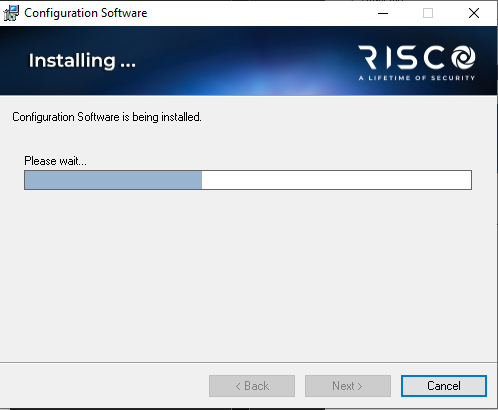 Configuration Software
Installing ...
RISCO
A LIFETIME OF SECURITY
Configuration Software is being installed.
Please wait...
< Back
Next >
Cancel